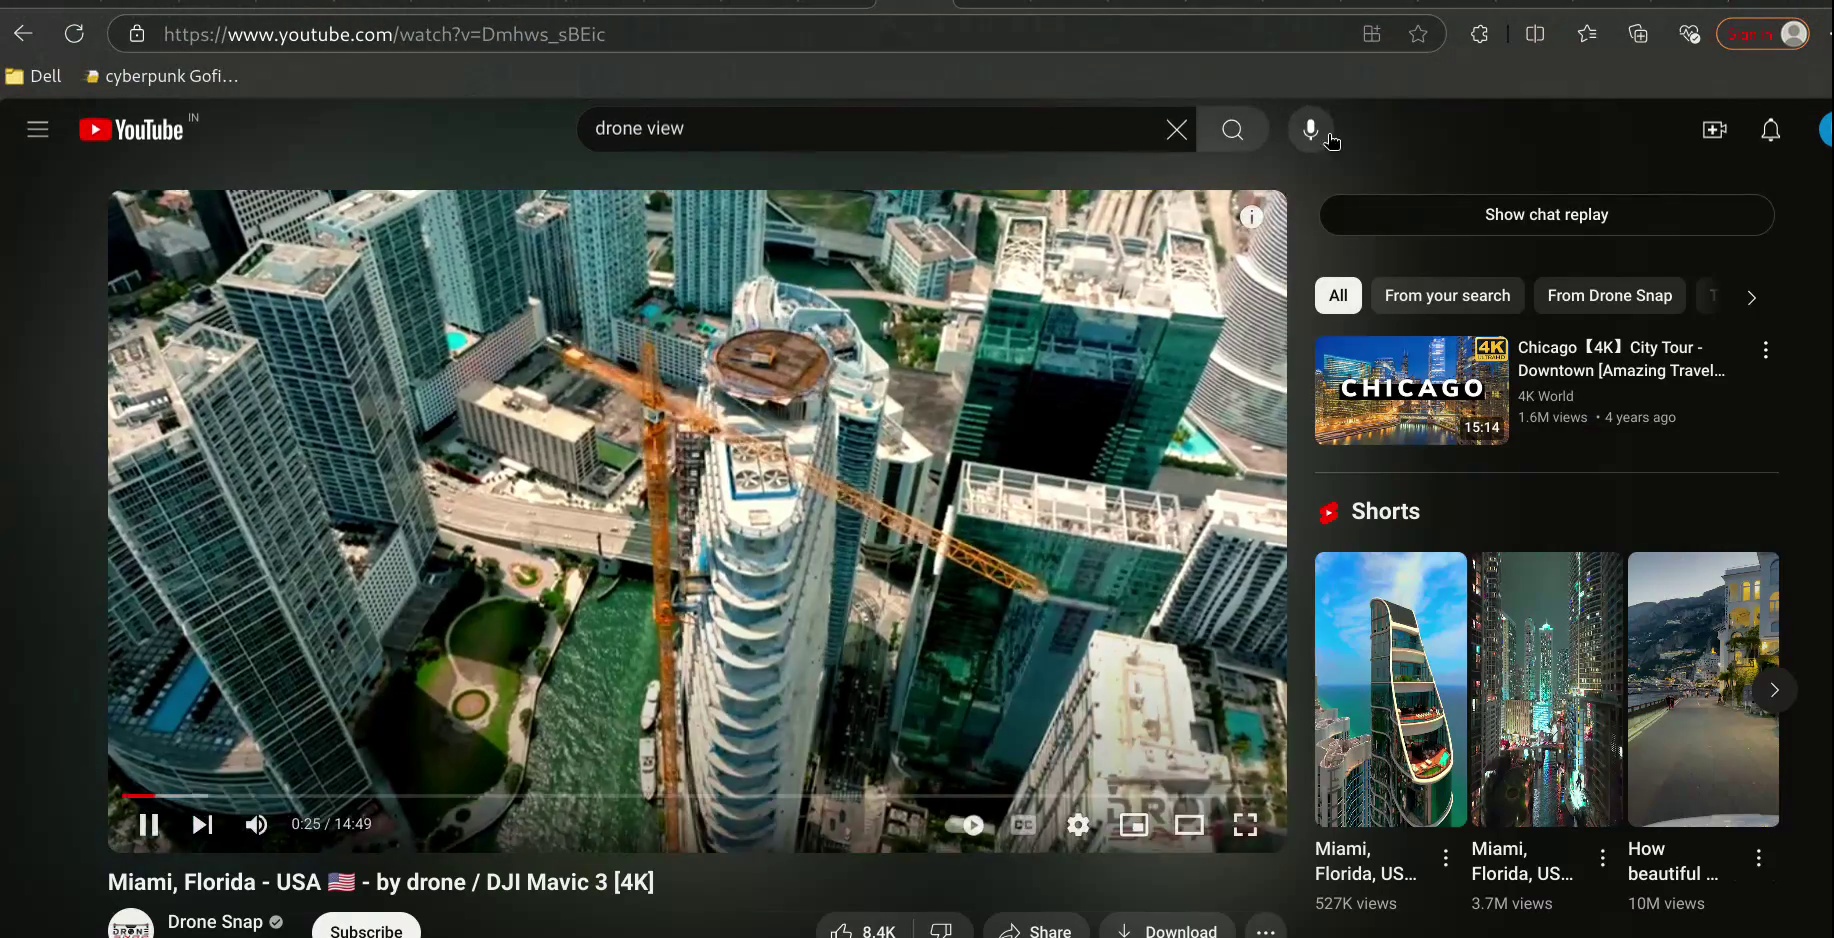 https://www.youtube.com/watch?v=Dmhws_sBEic
Sign in
Dell
cyberpunk Gofi...
YouTube IN
drone view
Show chat replay
All
From your search
From Drone Snap
T
CHICAGO
4K
ULTRAHD
15:14
Chicago【4K】City Tour -
Downtown [Amazing Travel...
4K World
1.6M views • 4 years ago
Shorts
DRONE
0:25 / 14:49
CC
Miami, Florida - USA 🇺🇸 - by drone / DJI Mavic 3 [4K]
DRONE
Drone Snap
Subscribe
8.4K
Share
Download
Miami,
Florida, US...
527K views
Miami,
Florida, US...
3.7M views
How
beautiful ...
10M views